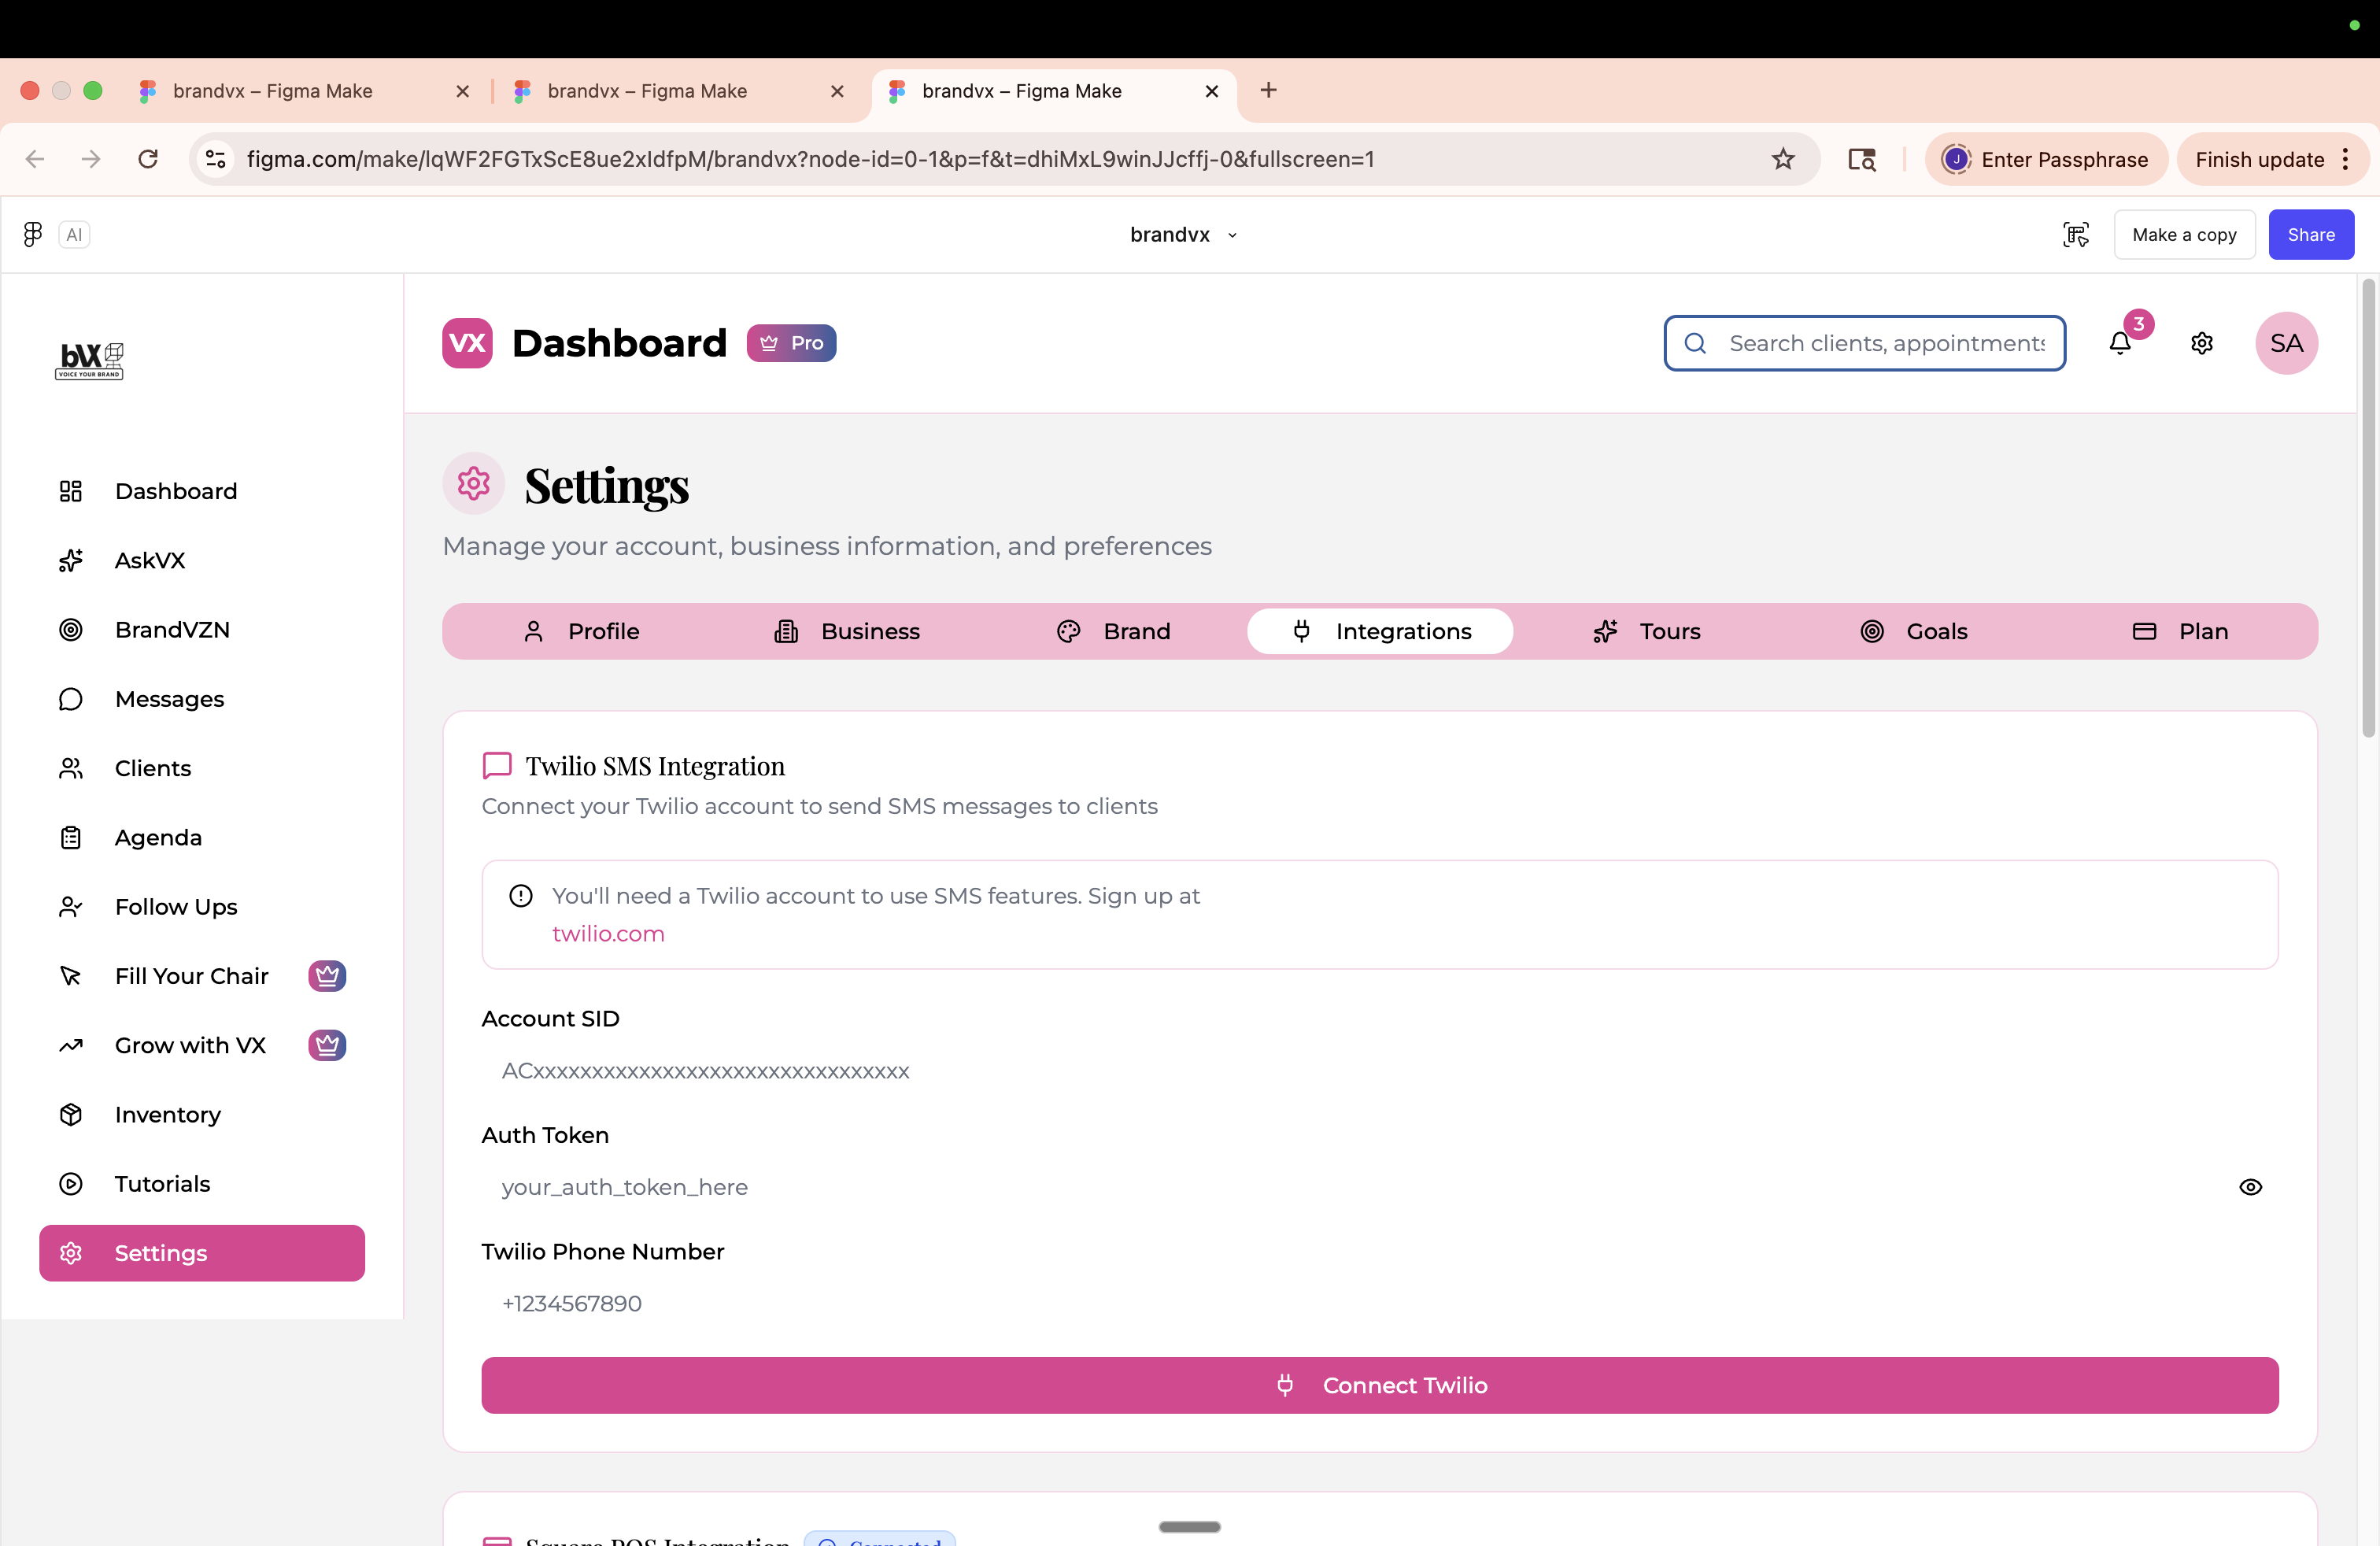 brandvx – Figma Make
brandvx – Figma Make
brandvx – Figma Make
figma.com/make/lqWF2FGTxScE8ue2xIdfpM/brandvx?node-id=0-1&p=f&t=dhiMxL9winJJcffj-0&fullscreen=1
J
Enter Passphrase
Finish update
AI
brandvx
Make a copy
Share
bVX
VOICE YOUR BRAND
VX
Dashboard
Pro
Search clients, appointments
3
SA
Dashboard
AskVX
BrandVZN
Messages
Clients
Agenda
Follow Ups
Fill Your Chair
Grow with VX
Inventory
Tutorials
Settings
Settings
Manage your account, business information, and preferences
Profile
Business
Brand
Integrations
Tours
Goals
Plan
Twilio SMS Integration
Connect your Twilio account to send SMS messages to clients
You'll need a Twilio account to use SMS features. Sign up at
twilio.com
Account SID
ACxxxxxxxxxxxxxxxxxxxxxxxxxxxxxxxx
Auth Token
your_auth_token_here
Twilio Phone Number
+1234567890
Connect Twilio
Square POS Integration
Connected